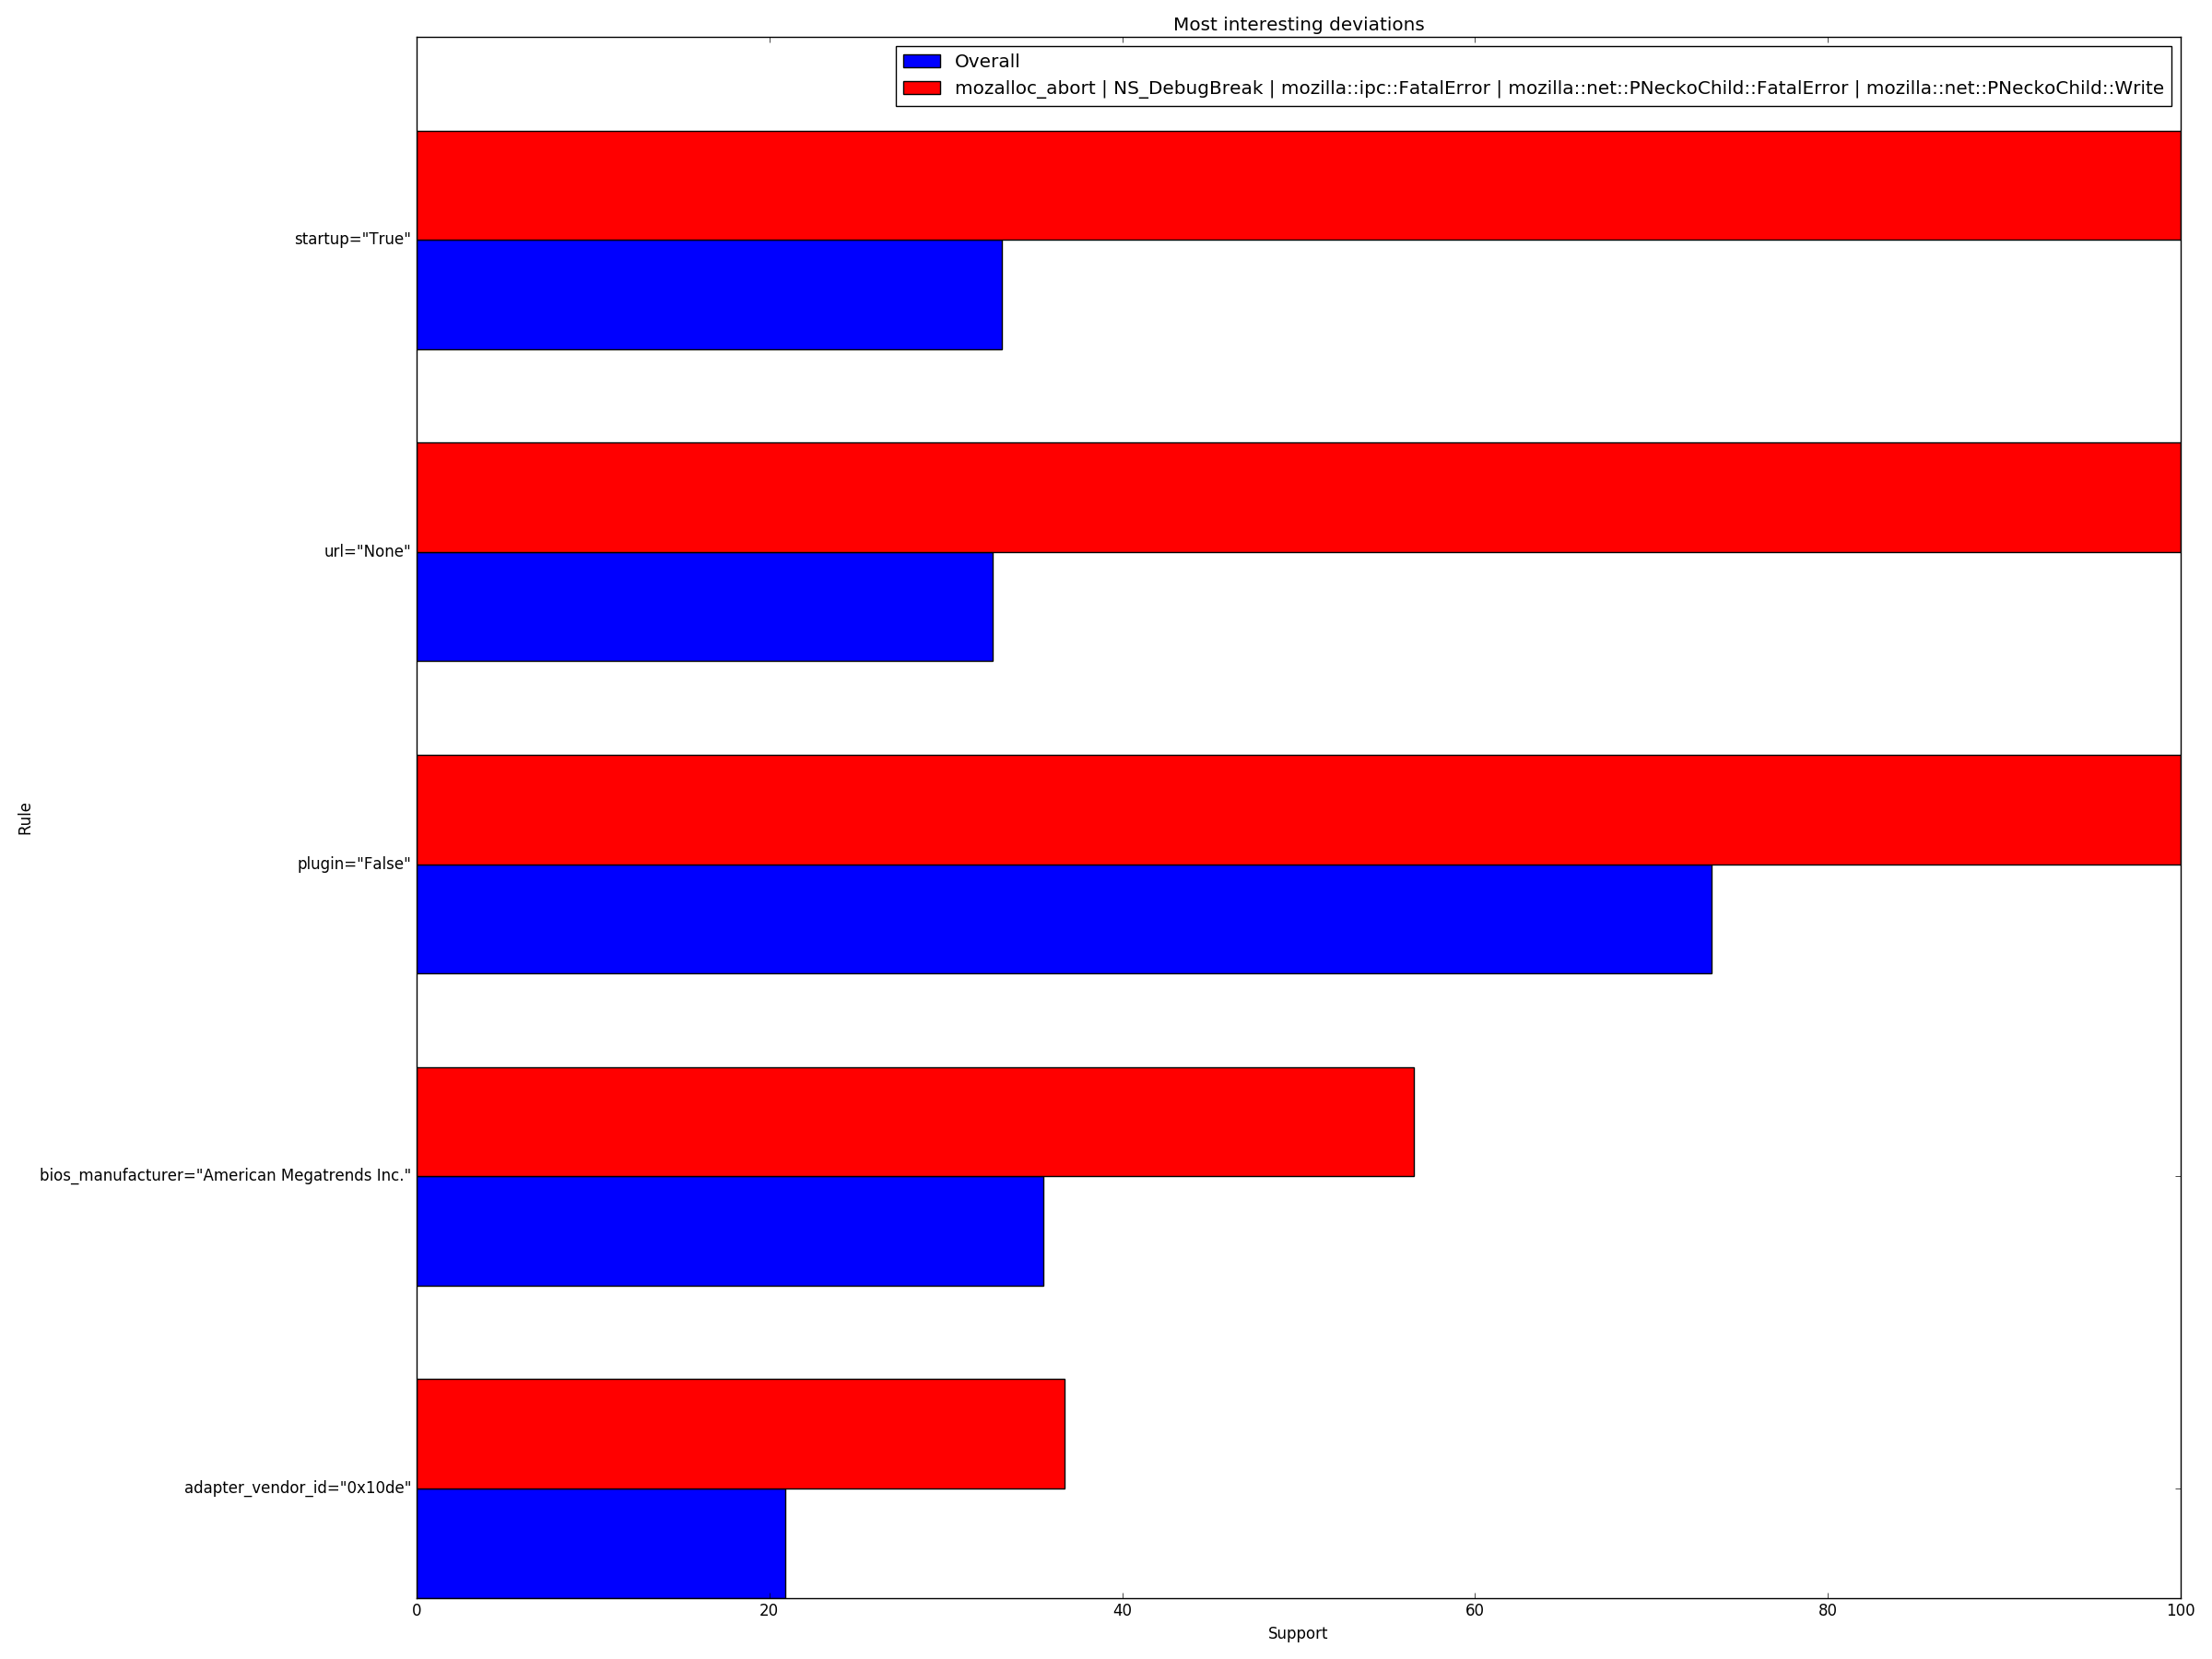 Most interesting deviations
Overall
mozalloc_abort | NS_DebugBreak | mozilla::ipc::FatalError | mozilla::net::PNeckoChild::FatalError | mozilla::net::PNeckoChild::Write
startup="True"
url="None"
plugin="False"
bios_manufacturer="American Megatrends Inc."
adapter_vendor_id="0x10de"
Rule
0 20 40 60 80 100
Support